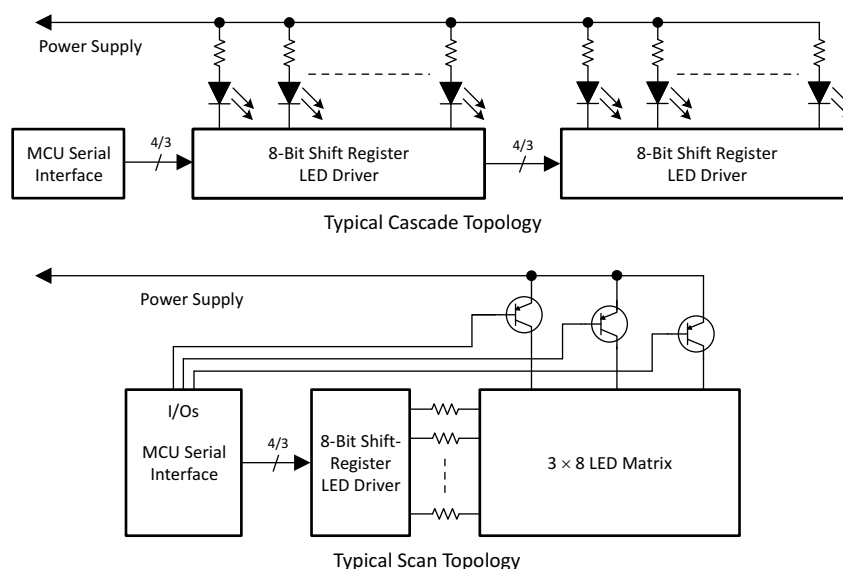 Power Supply
MCU Serial
Interface
4/3
8-Bit Shift Register
LED Driver
4/3
8-Bit Shift Register
LED Driver
Typical Cascade Topology
Power Supply
I/Os
MCU Serial
Interface
4/3
8-Bit Shift-
Register
LED Driver
3 × 8 LED Matrix
Typical Scan Topology